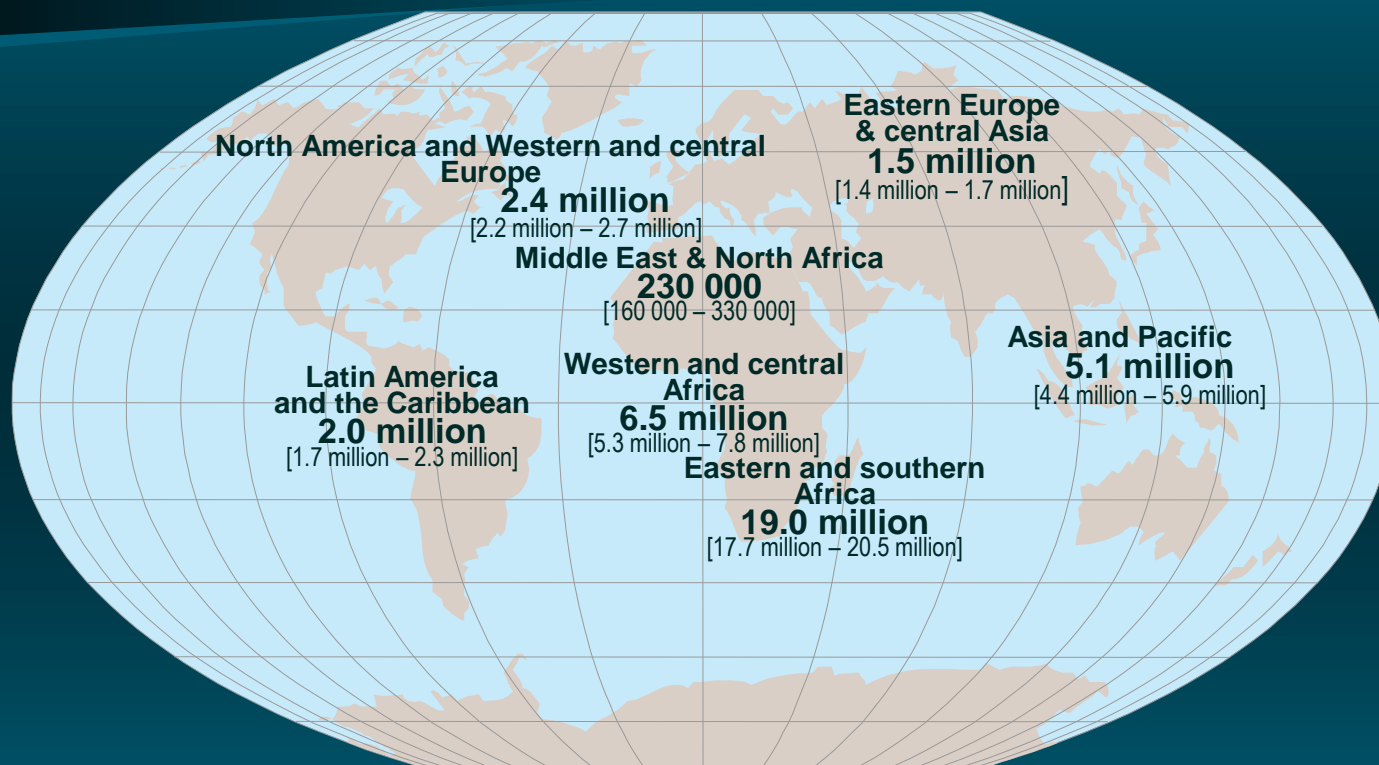 North America and Western and central
Europe
2.4 million
[2.2 million – 2.7 million]
Eastern Europe
& central Asia
1.5 million
[1.4 million – 1.7 million]
Middle East & North Africa
230 000
[160 000 – 330 000]
Asia and Pacific
5.1 million
[4.4 million – 5.9 million]
Latin America
and the Caribbean
2.0 million
[1.7 million – 2.3 million]
Western and central
Africa
6.5 million
[5.3 million – 7.8 million]
Eastern and southern
Africa
19.0 million
[17.7 million – 20.5 million]